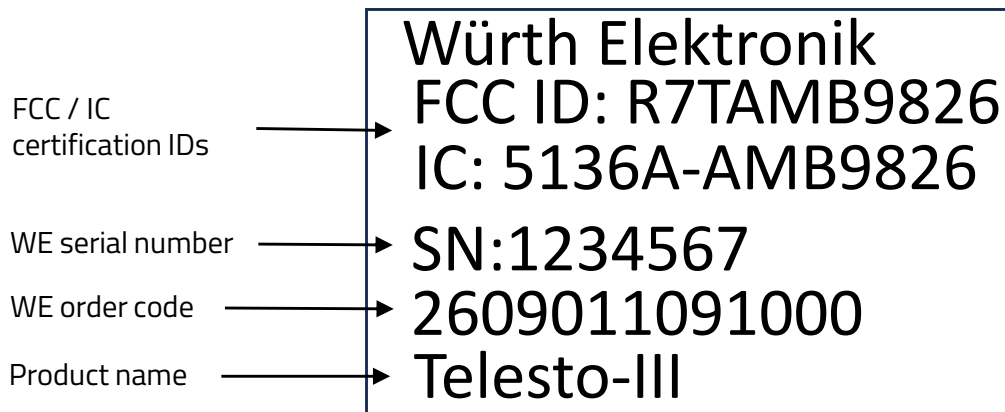 Würth Elektronik
FCC / IC
certification IDs
FCC ID: R7TAMB9826
IC: 5136A-AMB9826
WE serial number
SN:1234567
WE order code
2609011091000
Product name
Telesto-III